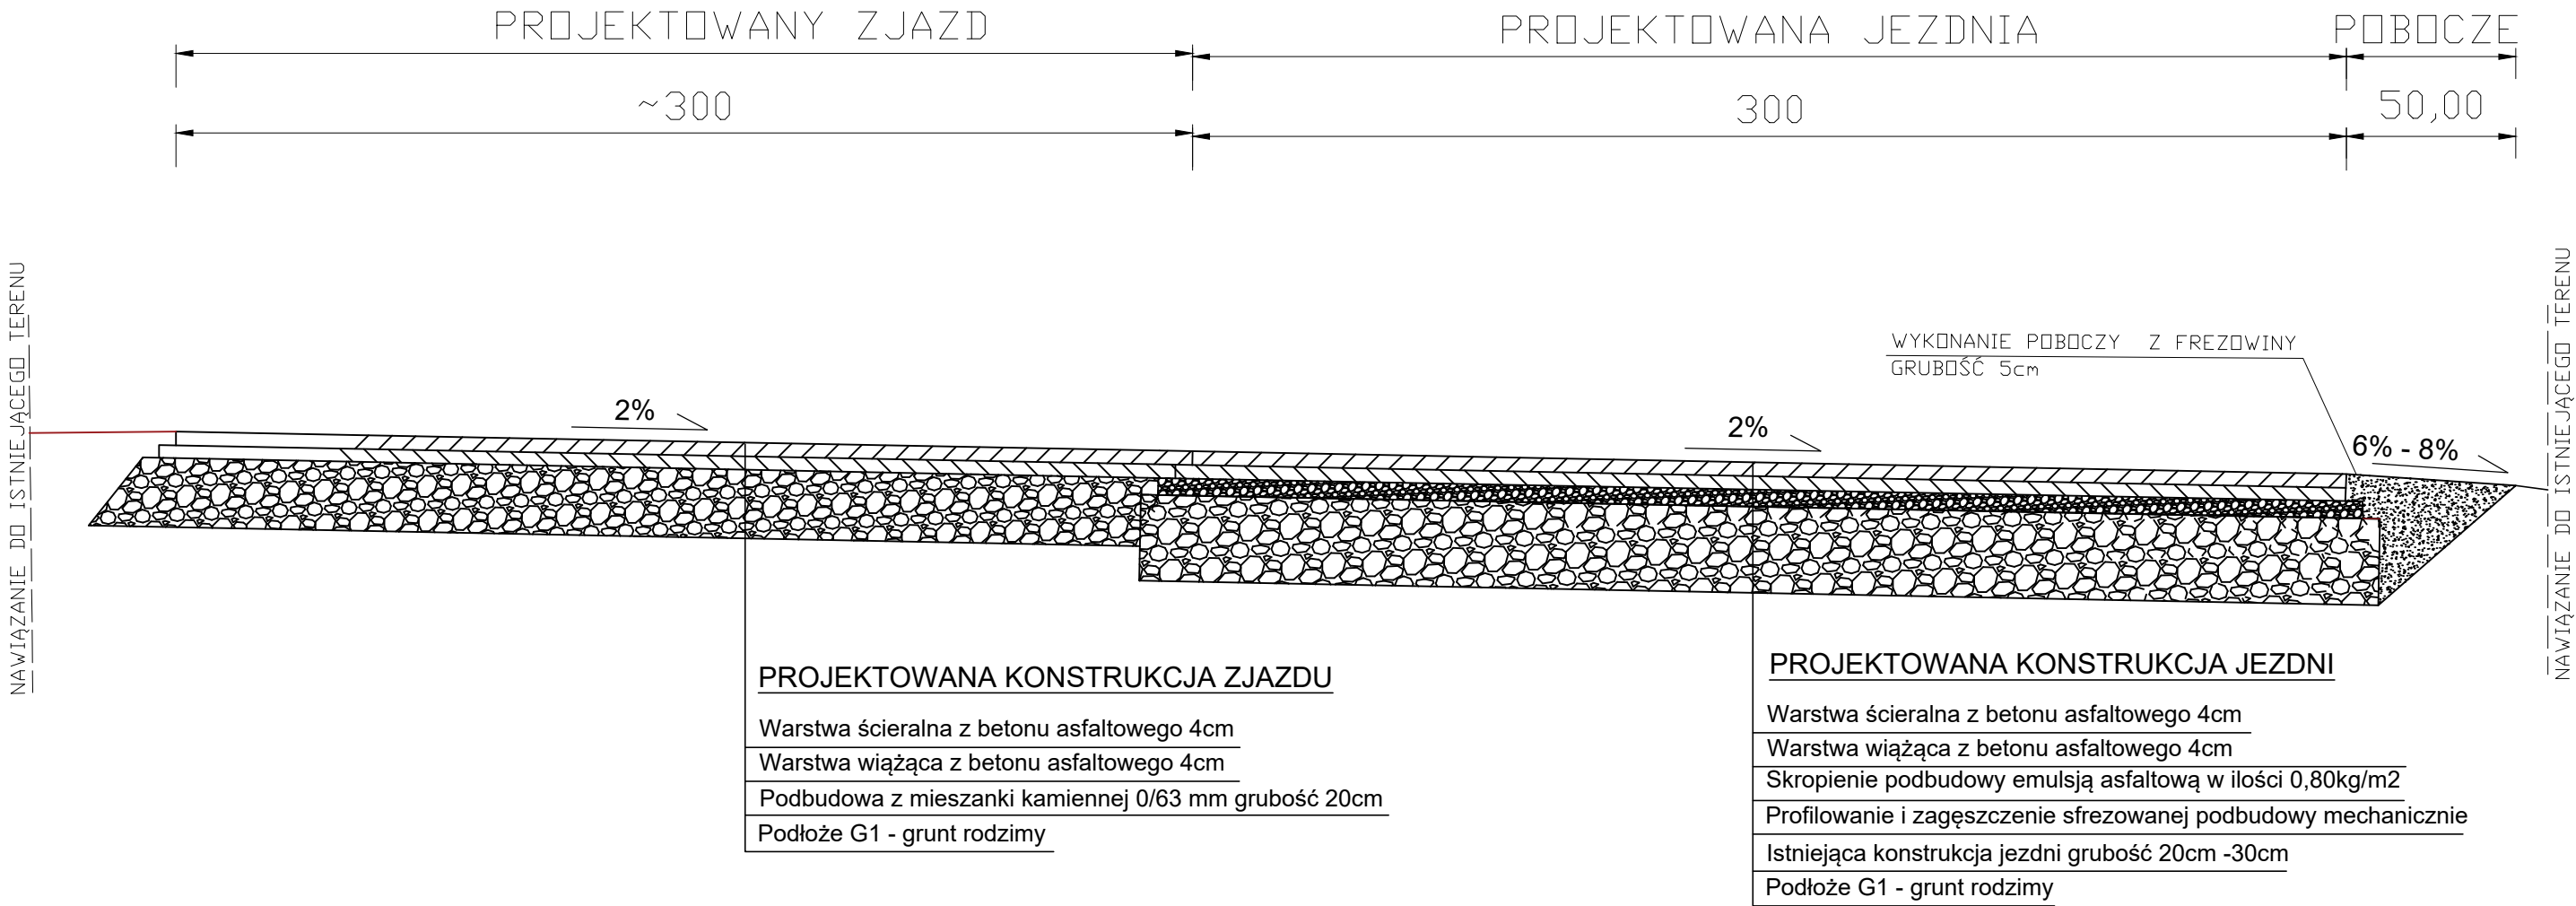 PROJEKTOWANY ZJAZD
PROJEKTOWANA JEZDNIA
POBOCZE
~300
300
50,00
NAWIĄZANIE DO ISTNIEJĄCEGO TERENU
NAWIĄZANIE DO ISTNIEJĄCEGO TERENU
WYKONANIE POBOCZY Z FREZOWINY
GRUBOŚĆ 5cm
2%
2%
6% - 8%
PROJEKTOWANA KONSTRUKCJA ZJAZDU
Warstwa ścieralna z betonu asfaltowego 4cm
Warstwa wiążąca z betonu asfaltowego 4cm
Podbudowa z mieszanki kamiennej 0/63 mm grubość 20cm
Podłoże G1 - grunt rodzimy
PROJEKTOWANA KONSTRUKCJA JEZDNI
Warstwa ścieralna z betonu asfaltowego 4cm
Warstwa wiążąca z betonu asfaltowego 4cm
Skropienie podbudowy emulsją asfaltową w ilości 0,80kg/m2
Profilowanie i zagęszczenie sfrezowanej podbudowy mechanicznie
Istniejąca konstrukcja jezdni grubość 20cm -30cm
Podłoże G1 - grunt rodzimy